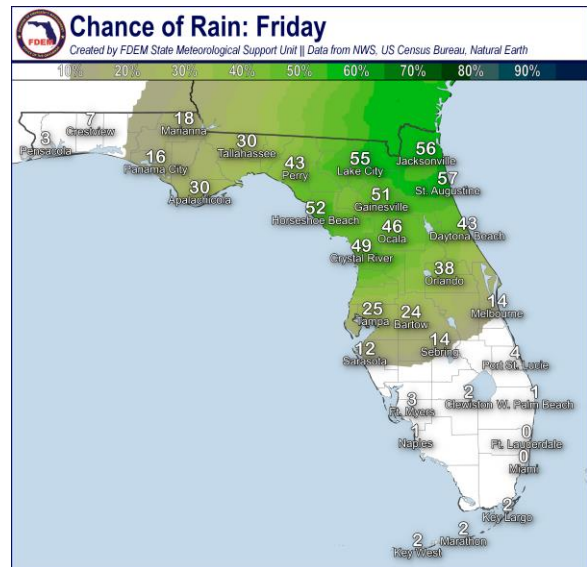 FDEM
Chance of Rain: Friday
Created by FDEM State Meteorological Support Unit || Data from NWS, US Census Bureau, Natural Earth
10% 20% 30% 40% 50% 60% 70% 80% 90%
3
Pensacola
7
Crestview
18
Marianna
16
Panama City
30
Tallahassee
30
Apalachicola
43
Perry
55
Lake City
56
Jacksonville
57
St. Augustine
51
Gainesville
52
Horseshoe Beach
46
Ocala
43
Daytona Beach
49
Crystal River
38
Orlando
14
Melbourne
25
Tampa
24
Bartow
12
Sarasota
14
Sebring
4
Port St. Lucie
3
Ft. Myers
2
Clewiston
1
W. Palm Beach
1
Naples
0
Ft. Lauderdale
0
Miami
2
Key Largo
2
Marathon
2
Key West